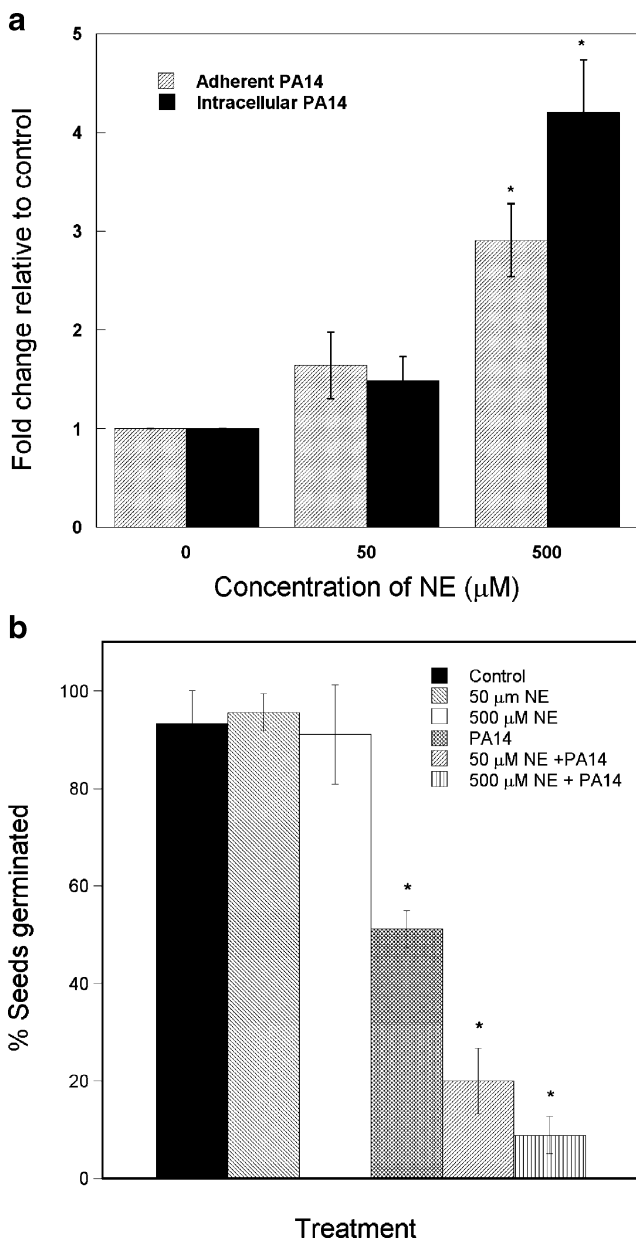 a
Fold change relative to control
5
4
3
2
1
0
Adherent PA14
Intracellular PA14
*
*
0 50 500
Concentration of NE (μM)
b
% Seeds germinated
100
80
60
40
20
0
Control
50 μm NE
500 μM NE
PA14
50 μM NE +PA14
500 μM NE + PA14
*
*
*
Treatment